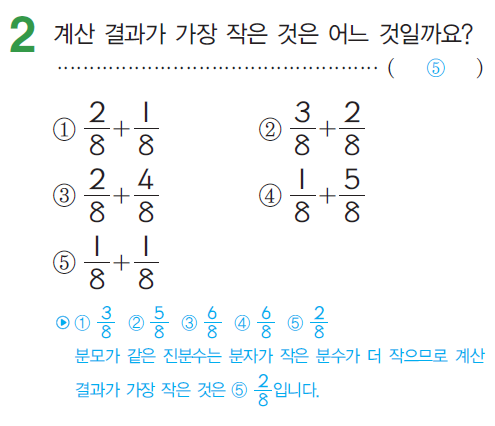 2 계산 결과가 가장 작은 것은 어느 것일까요?
……………………………………… ( ⑤ )
① 2/8+1/8 ② 3/8+2/8
③ 2/8+4/8 ④ 1/8+5/8
⑤ 1/8+1/8
▶ ① 3/8 ② 5/8 ③ 6/8 ④ 6/8 ⑤ 2/8
분모가 같은 진분수는 분자가 작은 분수가 더 작으므로 계산
결과가 가장 작은 것은 ⑤ 2/8입니다.